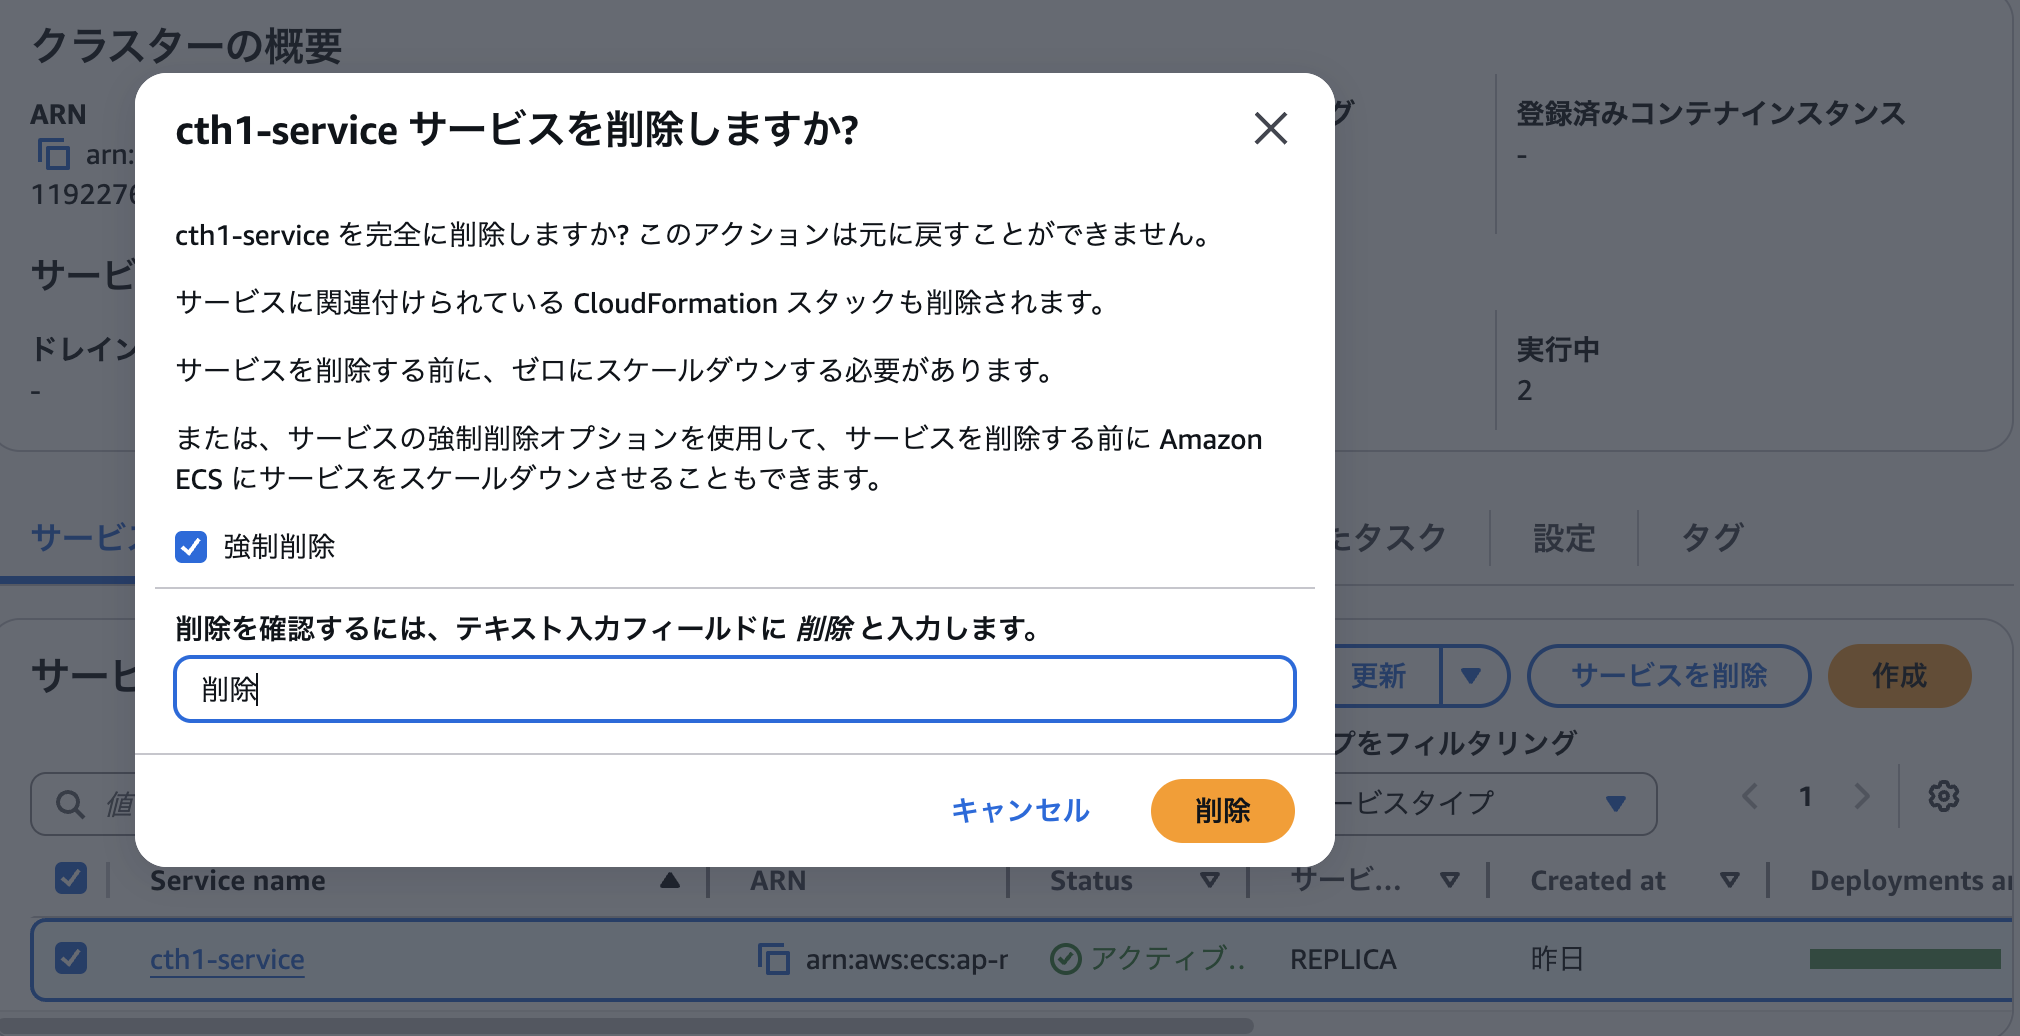 クラスターの概要
ARN
arn:
登録済みコンテナインスタンス
-
cth1-service サービスを削除しますか?
cth1-service を完全に削除しますか? このアクションは元に戻すことができません。
サービスに関連付けられている CloudFormation スタックも削除されます。
サービスを削除する前に、ゼロにスケールダウンする必要があります。
または、サービスの強制削除オプションを使用して、サービスを削除する前に Amazon
ECS にサービスをスケールダウンさせることもできます。
強制削除
削除を確認するには、テキスト入力フィールドに 削除 と入力します。
削除
キャンセル
削除
1192276
サービ
ドレイン
-
実行中
2
サービス
たタスク
設定
タグ
サービ
更新
サービスを削除
作成
プをフィルタリング
値
ービスタイプ
1
Service name
ARN
Status
サービ...
Created at
Deployments an
cth1-service
arn:aws:ecs:ap-r
アクティブ..
REPLICA
昨日